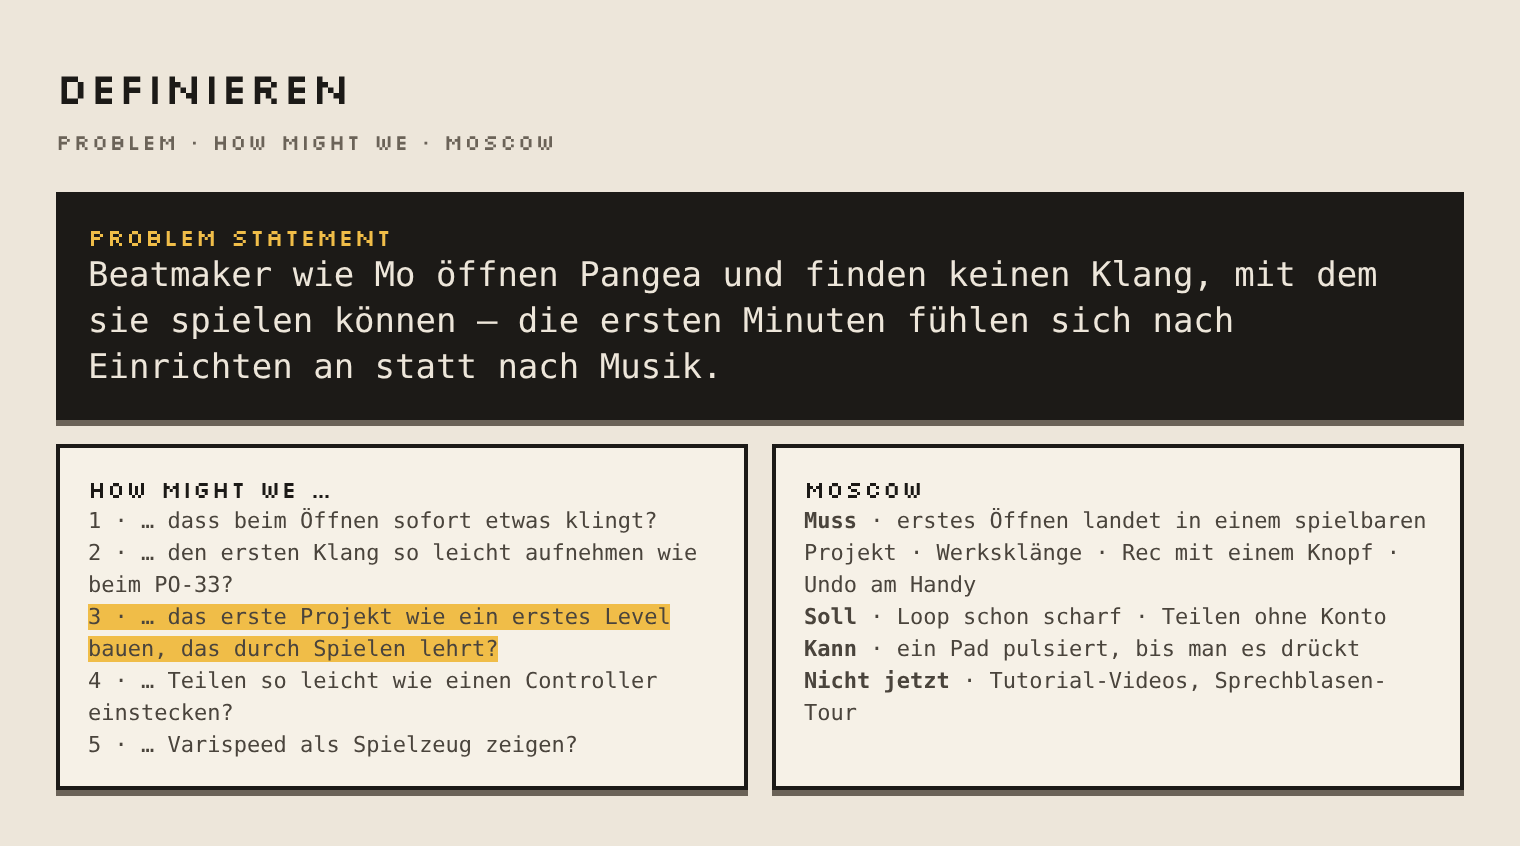 DEFINIEREN
PROBLEM · HOW MIGHT WE · MOSCOW
PROBLEM STATEMENT
Beatmaker wie Mo öffnen Pangea und finden keinen Klang, mit dem
sie spielen können – die ersten Minuten fühlen sich nach
Einrichten an statt nach Musik.
HOW MIGHT WE …
1 · … dass beim Öffnen sofort etwas klingt?
2 · … den ersten Klang so leicht aufnehmen wie
beim PO-33?
3 · … das erste Projekt wie ein erstes Level
bauen, das durch Spielen lehrt?
4 · … Teilen so leicht wie einen Controller
einstecken?
5 · … Varispeed als Spielzeug zeigen?
MOSCOW
Muss · erstes Öffnen landet in einem spielbaren
Projekt · Werksklänge · Rec mit einem Knopf ·
Undo am Handy
Soll · Loop schon scharf · Teilen ohne Konto
Kann · ein Pad pulsiert, bis man es drückt
Nicht jetzt · Tutorial-Videos, Sprechblasen-
Tour